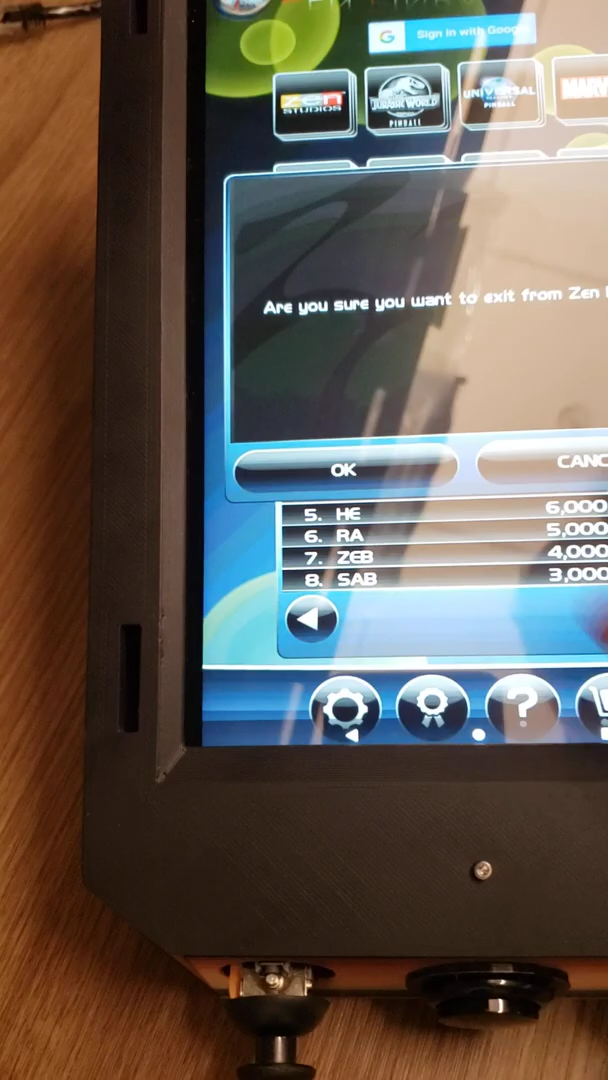 Sign in with Google
zen
STUDIOS
JURASSIC WORLD
PINBALL
UNIVERSAL
PINBALL
Are you sure you want to exit from Zen
OK
CANC
5. HE 6,000
6. RA 5,000
7. ZEB 4,000
8. SAB 3,000
?